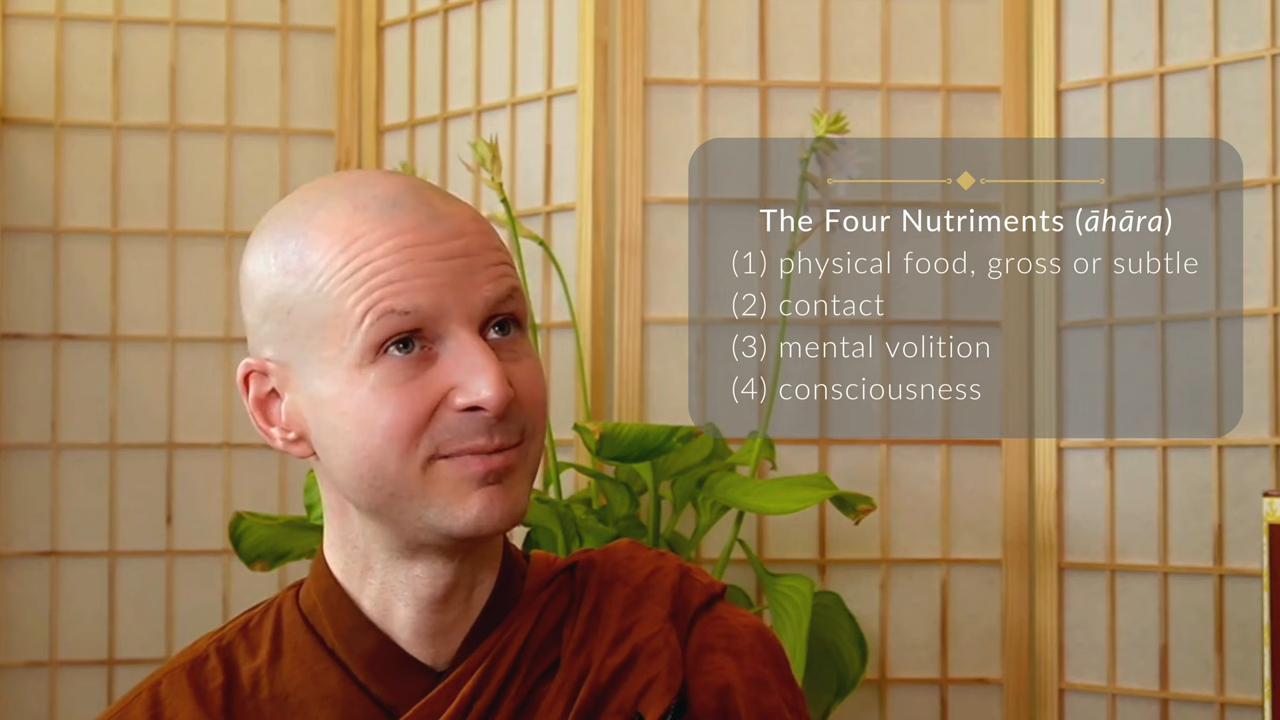 The Four Nutriments (āhāra)
(1) physical food, gross or subtle
(2) contact
(3) mental volition
(4) consciousness